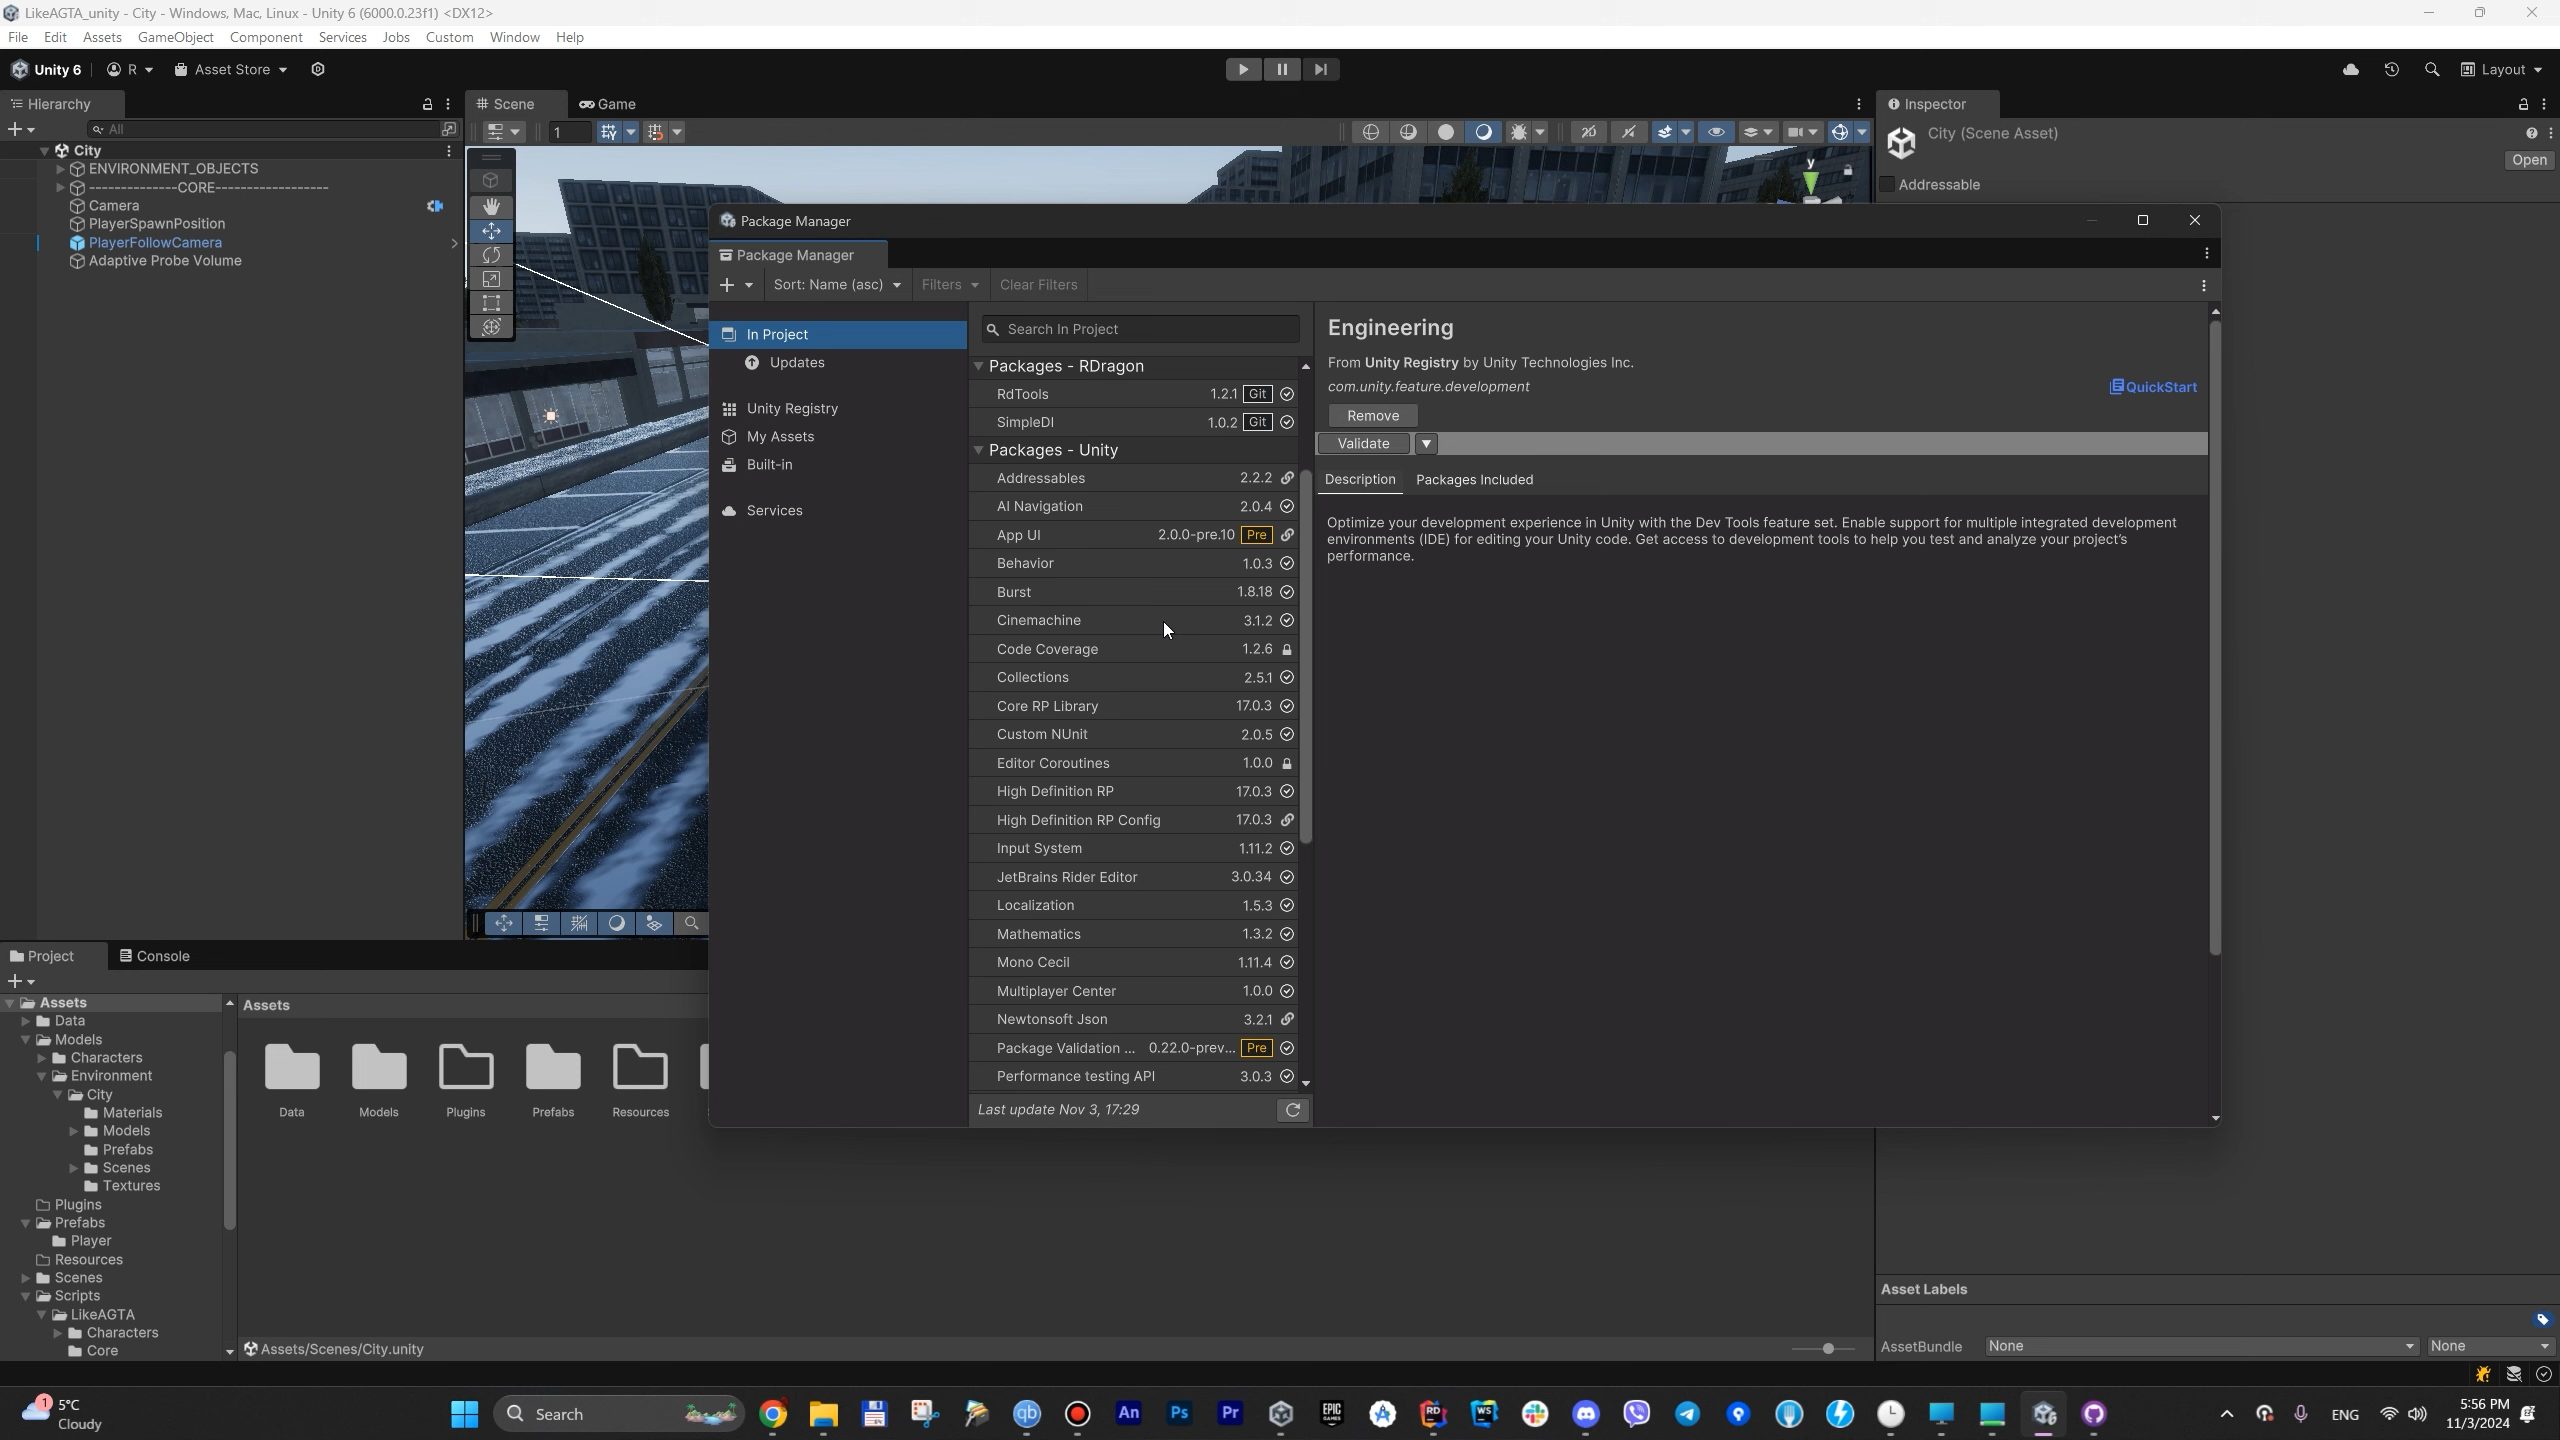 LikeAGTA_unity - City - Windows, Mac, Linux - Unity 6 (6000.0.23f1) <DX12>
File Edit Assets GameObject Component Services Jobs Custom Window Help
Unity 6 R Asset Store Layout
Hierarchy
All
City
ENVIRONMENT_OBJECTS
--------------CORE------------------
Camera
PlayerSpawnPosition
PlayerFollowCamera
Adaptive Probe Volume
Scene Game
1
y
Inspector
City (Scene Asset)
Open
Addressable
Package Manager
Package Manager
Sort: Name (asc) Filters Clear Filters
In Project
Updates
Unity Registry
My Assets
Built-in
Services
Search In Project
Packages - RDragon
RdTools 1.2.1 Git
SimpleDI 1.0.2 Git
Packages - Unity
Addressables 2.2.2
AI Navigation 2.0.4
App UI 2.0.0-pre.10 Pre
Behavior 1.0.3
Burst 1.8.18
Cinemachine 3.1.2
Code Coverage 1.2.6
Collections 2.5.1
Core RP Library 17.0.3
Custom NUnit 2.0.5
Editor Coroutines 1.0.0
High Definition RP 17.0.3
High Definition RP Config 17.0.3
Input System 1.11.2
JetBrains Rider Editor 3.0.34
Localization 1.5.3
Mathematics 1.3.2
Mono Cecil 1.11.4
Multiplayer Center 1.0.0
Newtonsoft Json 3.2.1
Package Validation ... 0.22.0-prev... Pre
Performance testing API 3.0.3
Last update Nov 3, 17:29
Engineering
From Unity Registry by Unity Technologies Inc.
com.unity.feature.development
QuickStart
Remove
Validate
Description Packages Included
Optimize your development experience in Unity with the Dev Tools feature set. Enable support for multiple integrated development
environments (IDE) for editing your Unity code. Get access to development tools to help you test and analyze your project's
performance.
Project Console
Assets
Data
Models
Characters
Environment
City
Materials
Models
Prefabs
Scenes
Textures
Plugins
Prefabs
Player
Resources
Scenes
Scripts
LikeAGTA
Characters
Core
Assets
Data Models Plugins Prefabs Resources
Assets/Scenes/City.unity
Asset Labels
AssetBundle None None
1
5°C
Cloudy
Search
qb
An
Ps
Pr
EPIC
GAMES
RD
WS
ENG
5:56 PM
11/3/2024